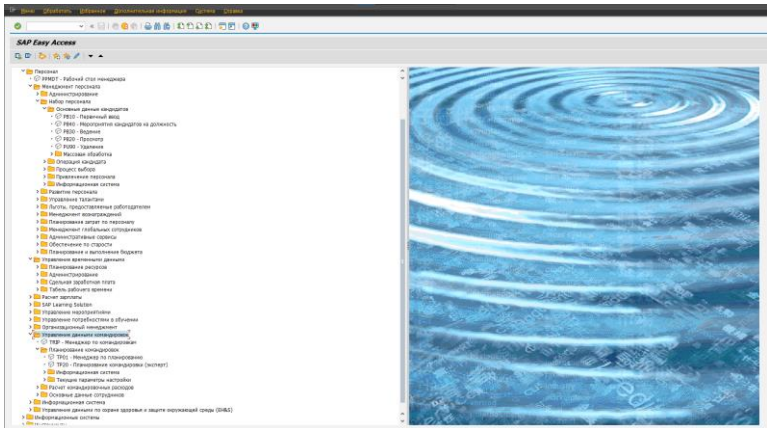 Меню Обработать Избранное Дополнительная информация Система Справка
SAP Easy Access
Персонал
PPMDT - Рабочий стол менеджера
Менеджмент персонала
Администрирование
Набор персонала
Основные данные кандидатов
PB10 - Первичный ввод
PB40 - Мероприятия кандидатов на должность
PB30 - Ведение
PB20 - Просмотр
PU90 - Удаление
Массовая обработка
Операция кандидата
Процесс выбора
Привлечение персонала
Информационная система
Развитие персонала
Управление талантами
Льготы, предоставляемые работодателем
Менеджмент вознаграждений
Планирование затрат по персоналу
Менеджмент глобальных сотрудников
Административные сервисы
Обеспечение по старости
Планирование и выполнение бюджета
Управление временными данными
Планирование ресурсов
Администрирование
Сдельная заработная плата
Табель рабочего времени
Расчет зарплаты
SAP Learning Solution
Управление мероприятиями
Управление потребностями в обучении
Организационный менеджмент
Управление данными командировок
TRIP - Менеджер по командировкам
Планирование командировок
TP01 - Менеджер по планированию
TP20 - Планирование командировки (эксперт)
Информационная система
Текущие параметры настройки
Расчет командировочных расходов
Основные данные сотрудников
Информационная система
Управление данными по охране здоровья и защите окружающей среды (EH&S)
Информационные системы